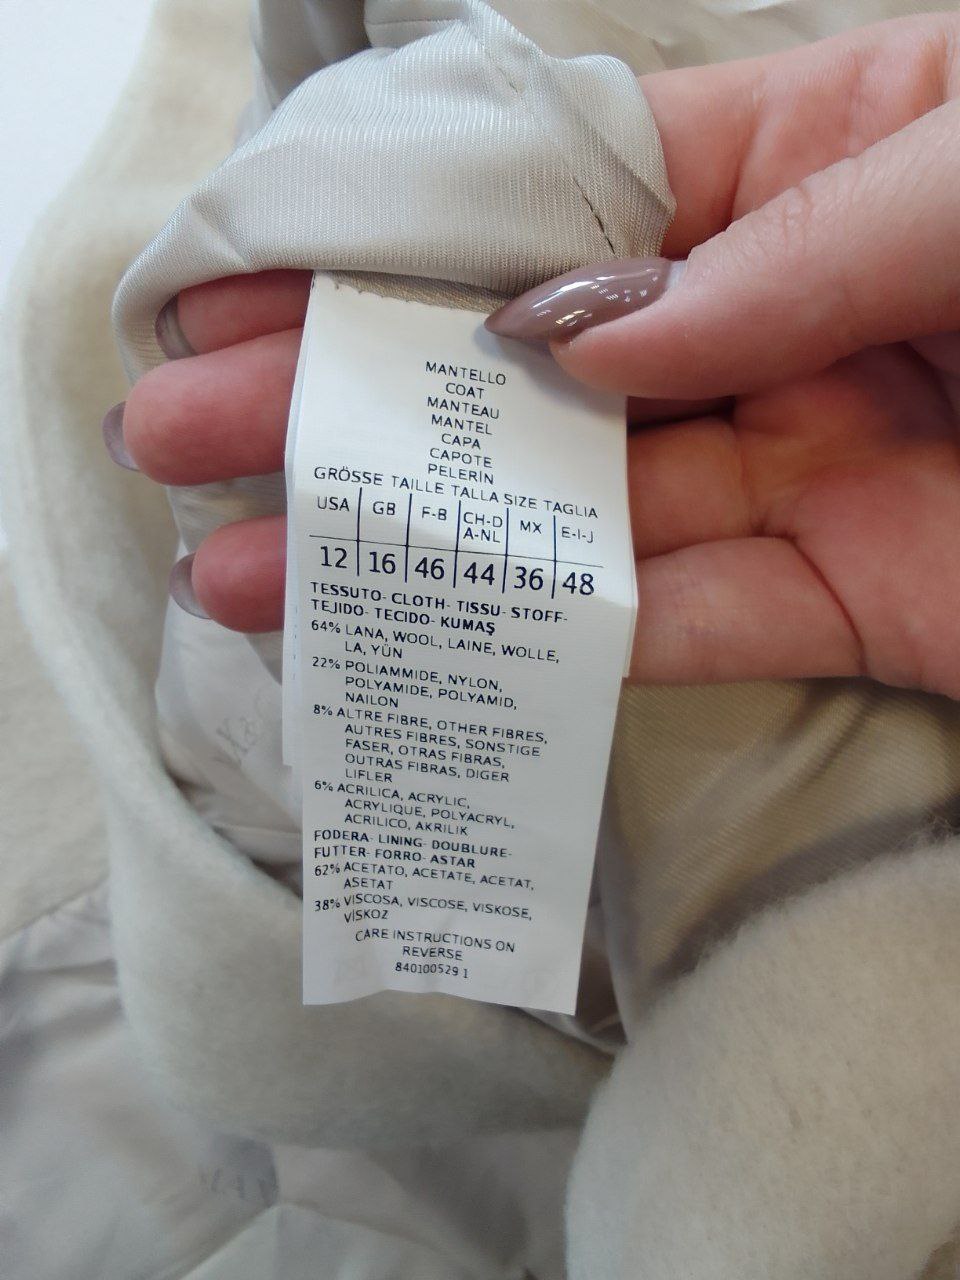 MANTELLO
COAT
MANTEAU
MANTEL
CAPA
CAPOTE
PELERİN
GRÖSSE TAILLE TALLA SIZE TAGLIA
USA GB F-B CH-D A-NL MX E-I-J
12 16 46 44 36 48
TESSUTO- CLOTH- TISSU- STOFF-
TEJIDO- TECIDO- KUMAŞ
64% LANA, WOOL, LAINE, WOLLE,
LA, YÜN
22% POLIAMMIDE, NYLON,
POLYAMIDE, POLYAMID,
NAILON
8% ALTRE FIBRE, OTHER FIBRES,
AUTRES FIBRES, SONSTIGE
FASER, OTRAS FIBRAS,
OUTRAS FIBRAS, DIGER
LIFLER
6% ACRILICA, ACRYLIC,
ACRYLIQUE, POLYACRYL,
ACRILICO, AKRILIK
FODERA- LINING- DOUBLURE-
FUTTER- FORRO- ASTAR
62% ACETATO, ACETATE, ACETAT,
ASETAT
38% VISCOSA, VISCOSE, VISKOSE,
VİSKOZ
CARE INSTRUCTIONS ON
REVERSE
840100529 1